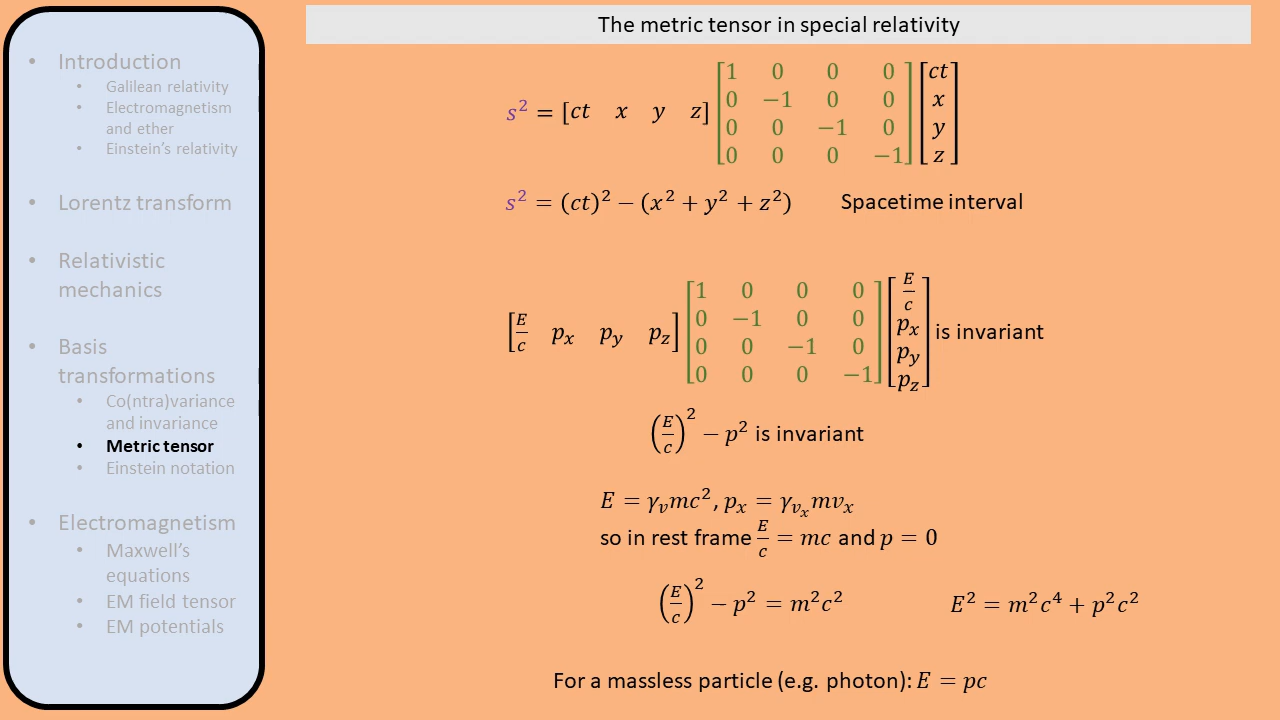 The metric tensor in special relativity
• Introduction
• Galilean relativity
• Electromagnetism
and ether
• Einstein's relativity
• Lorentz transform
• Relativistic
mechanics
• Basis
transformations
• Co(ntra)variance
and invariance
• Metric tensor
• Einstein notation
• Electromagnetism
• Maxwell's
equations
• EM field tensor
• EM potentials
s² = [ct x y z] [1 0 0 0; 0 −1 0 0; 0 0 −1 0; 0 0 0 −1] [ct; x; y; z]
s² = (ct)² − (x² + y² + z²) Spacetime interval
[E/c pₓ p_y p_z] [1 0 0 0; 0 −1 0 0; 0 0 −1 0; 0 0 0 −1] [E/c; pₓ; p_y; p_z] is invariant
(E/c)² − p² is invariant
E = γ_v mc², pₓ = γ_{vₓ} mvₓ
so in rest frame E/c = mc and p = 0
(E/c)² − p² = m²c² E² = m²c⁴ + p²c²
For a massless particle (e.g. photon): E = pc